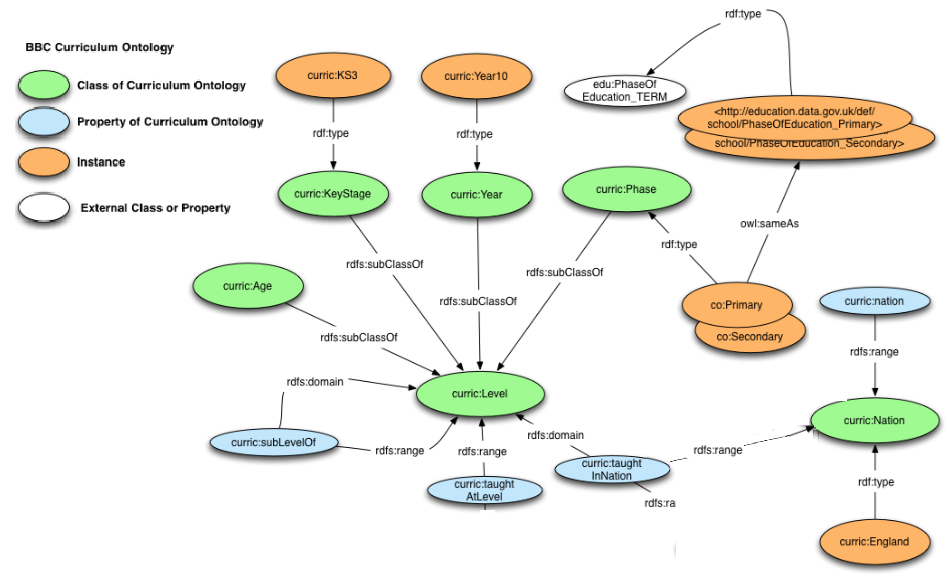 BBC Curriculum Ontology
Class of Curriculum Ontology
Property of Curriculum Ontology
Instance
External Class or Property
rdf:type
curric:KS3
curric:Year10
edu:PhaseOf
Education_TERM
<http://education.data.gov.uk/def/
school/PhaseOfEducation_Primary>
school/PhaseOfEducation_Secondary>
rdf:type
rdf:type
curric:KeyStage
curric:Year
curric:Phase
owl:sameAs
rdf:type
rdfs:subClassOf
rdfs:subClassOf
rdfs:subClassOf
curric:Age
co:Primary
co:Secondary
curric:nation
rdfs:subClassOf
rdfs:range
rdfs:domain
curric:Level
curric:Nation
curric:subLevelOf
rdfs:range
rdfs:range
rdfs:domain
rdfs:range
curric:taught
InNation
curric:taught
AtLevel
rdfs:ra
rdf:type
curric:England